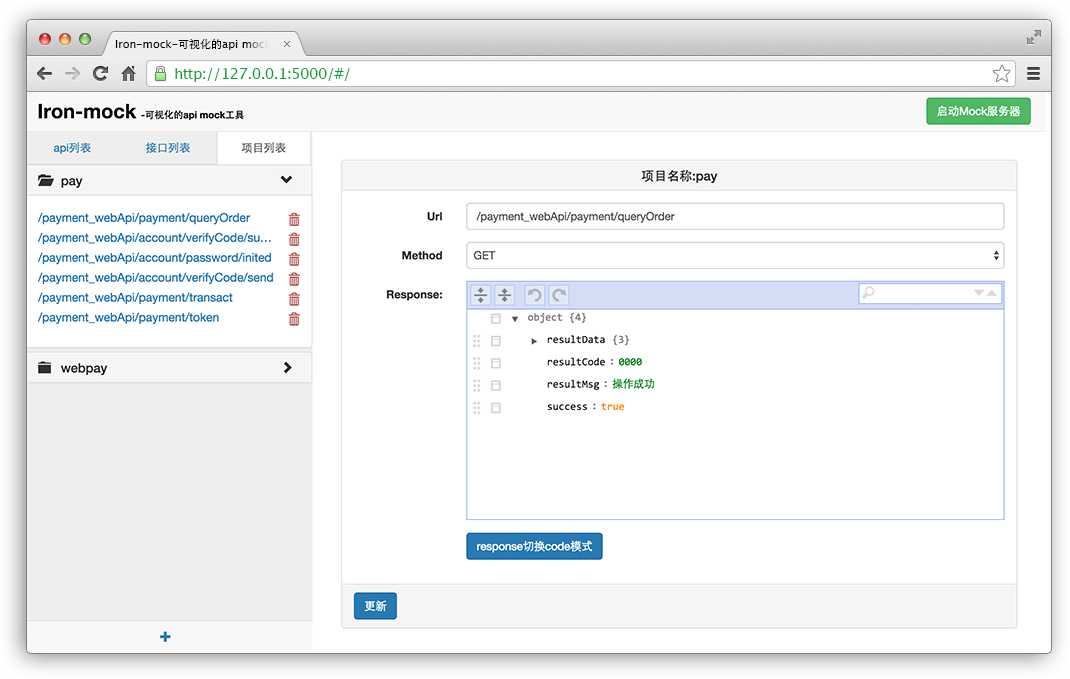 Iron-mock-可视化的api moc
http://127.0.0.1:5000/#/
Iron-mock -可视化的api mock工具
启动Mock服务器
api列表 接口列表 项目列表
pay
/payment_webApi/payment/queryOrder
/payment_webApi/account/verifyCode/su...
/payment_webApi/account/password/inited
/payment_webApi/account/verifyCode/send
/payment_webApi/payment/transact
/payment_webApi/payment/token
webpay
项目名称:pay
Url /payment_webApi/payment/queryOrder
Method GET
Response:
object {4}
resultData {3}
resultCode : 0000
resultMsg : 操作成功
success : true
response切换code模式
更新